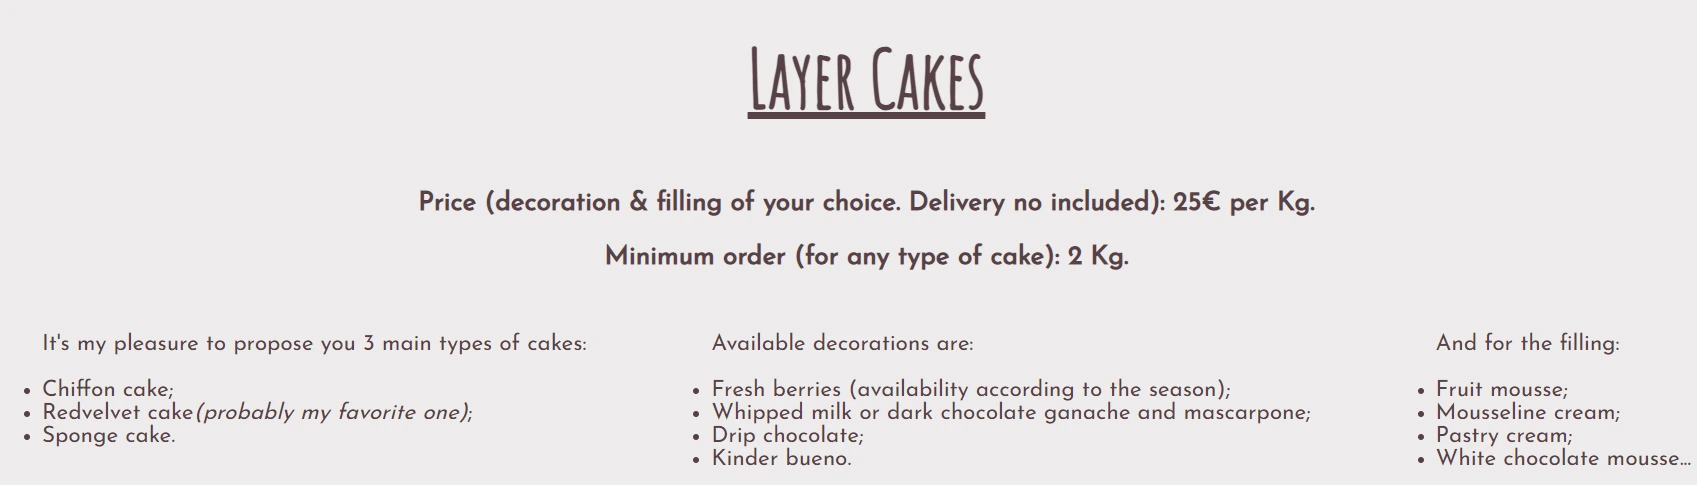 Layer Cakes
Price (decoration & filling of your choice. Delivery no included): 25€ per Kg.
Minimum order (for any type of cake): 2 Kg.
It's my pleasure to propose you 3 main types of cakes:
• Chiffon cake;
• Redvelvet cake(probably my favorite one);
• Sponge cake.
Available decorations are:
• Fresh berries (availability according to the season);
• Whipped milk or dark chocolate ganache and mascarpone;
• Drip chocolate;
• Kinder bueno.
And for the filling:
• Fruit mousse;
• Mousseline cream;
• Pastry cream;
• White chocolate mousse...